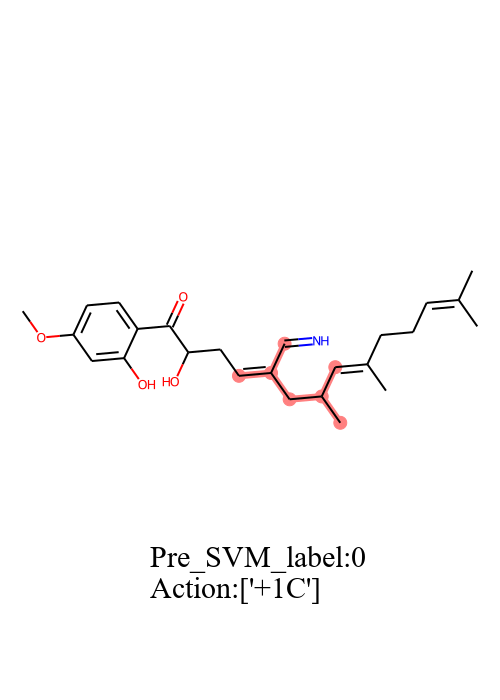 O
O
NH
OH
HO
Pre_SVM_label:0
Action:['+1C']